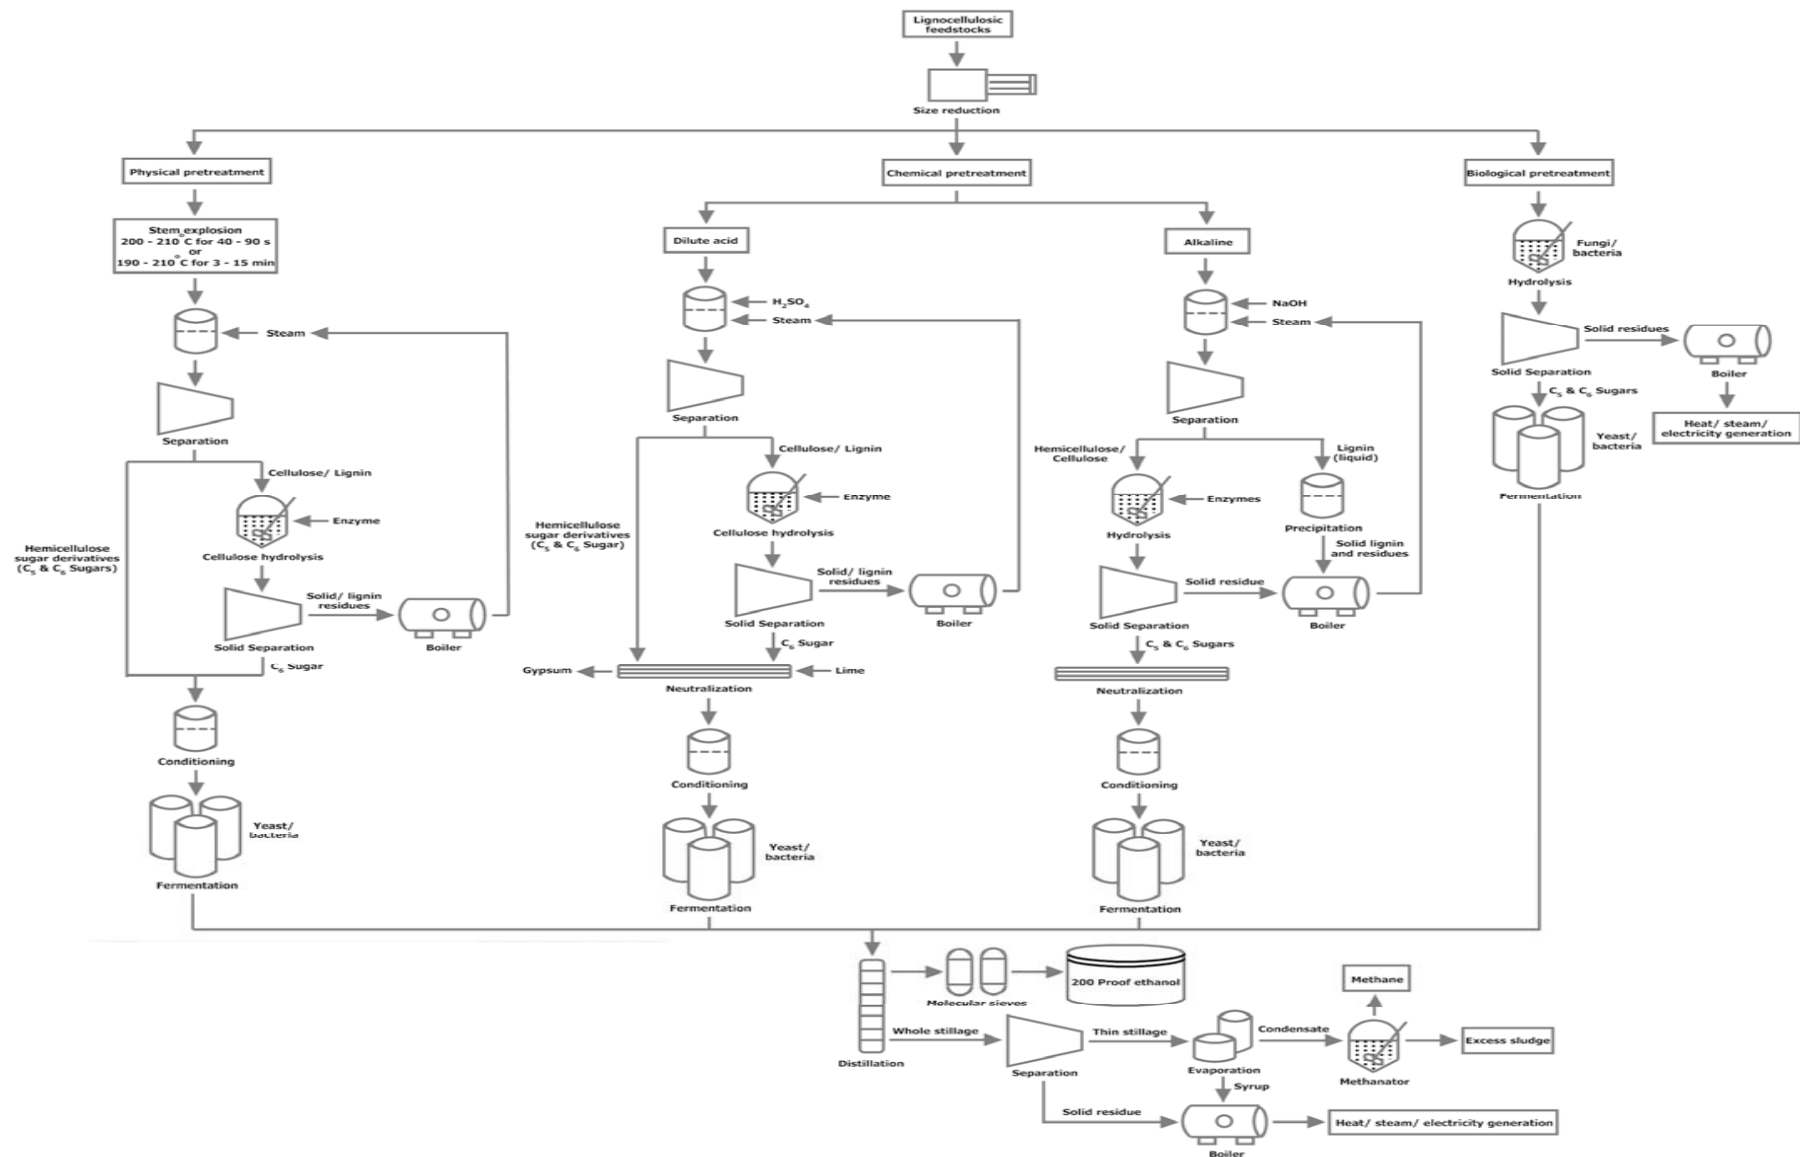 Lignocellulosic
feedstocks
Size reduction
Physical pretreatment
Chemical pretreatment
Biological pretreatment
Stem explosion
200 - 210°C for 40 - 90 s
or
190 - 210°C for 3 - 15 min
Steam
Separation
Cellulose/ Lignin
Enzyme
Cellulose hydrolysis
Hemicellulose
sugar derivatives
(C₅ & C₆ Sugars)
Solid/ lignin
residues
Boiler
Solid Separation
C₆ Sugar
Conditioning
Yeast/
bacteria
Fermentation
Dilute acid
H₂SO₄
Steam
Separation
Cellulose/ Lignin
Enzyme
Cellulose hydrolysis
Hemicellulose
sugar derivatives
(C₅ & C₆ Sugar)
Solid/ lignin
residues
Boiler
Solid Separation
C₆ Sugar
Gypsum
Lime
Neutralization
Conditioning
Yeast/
bacteria
Fermentation
Alkaline
NaOH
Steam
Separation
Hemicellulose/
Cellulose
Lignin
(liquid)
Enzymes
Hydrolysis
Precipitation
Solid lignin
and residues
Solid residue
Boiler
Solid Separation
C₅ & C₆ Sugars
Neutralization
Conditioning
Yeast/
bacteria
Fermentation
Fungi/
bacteria
Hydrolysis
Solid residues
Solid Separation
Boiler
C₅ & C₆ Sugars
Heat/ steam/
electricity generation
Yeast/
bacteria
Fermentation
Molecular sieves
200 Proof ethanol
Methane
Whole stillage
Distillation
Separation
Thin stillage
Evaporation
Condensate
Methanator
Excess sludge
Syrup
Solid residue
Boiler
Heat/ steam/ electricity generation